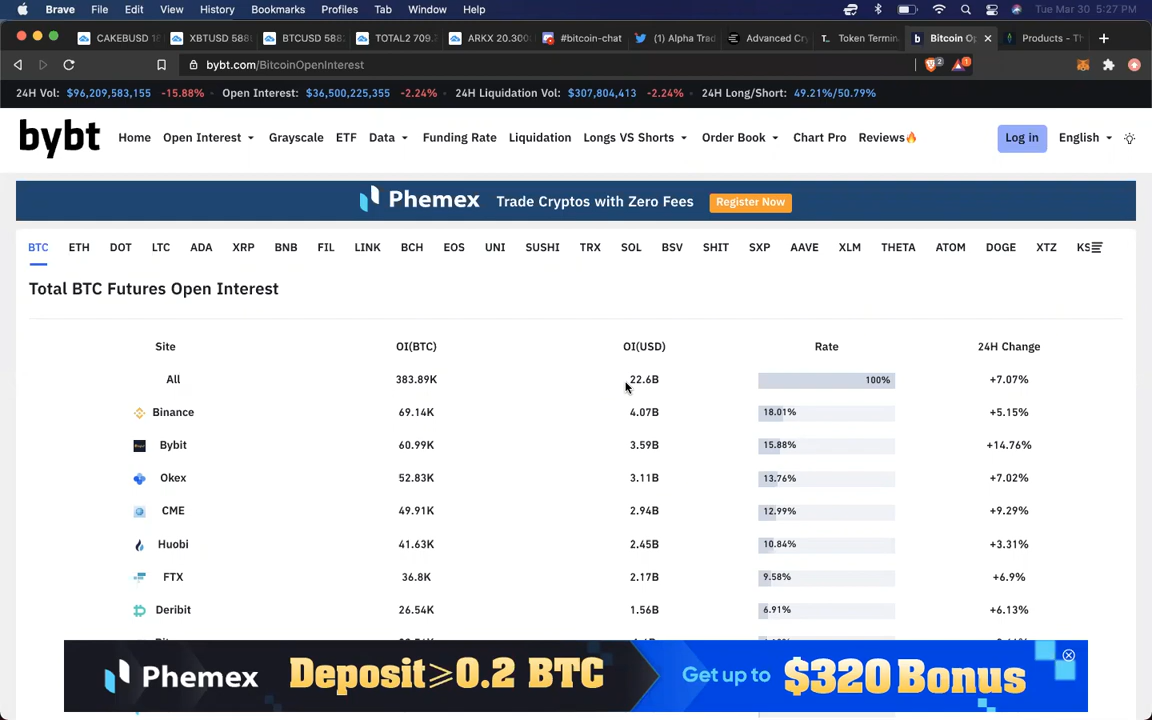 Brave File Edit View History Bookmarks Profiles Tab Window Help Tue Mar 30 5:27 PM
CAKEBUSD XBTUSD BTCUSD TOTAL2 709. ARKX 20.300 #bitcoin-chat (1) Alpha Trad Advanced Cry T. Token Termin Bitcoin Op Products - Th
bybt.com/BitcoinOpenInterest 2 1
24H Vol: $96,209,583,155 -15.88% Open Interest: $36,500,225,355 -2.24% 24H Liquidation Vol: $307,804,413 -2.24% 24H Long/Short: 49.21%/50.79%
bybt Home Open Interest Grayscale ETF Data Funding Rate Liquidation Longs VS Shorts Order Book Chart Pro Reviews🔥 Log in English
Phemex Trade Cryptos with Zero Fees Register Now
BTC ETH DOT LTC ADA XRP BNB FIL LINK BCH EOS UNI SUSHI TRX SOL BSV SHIT SXP AAVE XLM THETA ATOM DOGE XTZ KS
Total BTC Futures Open Interest
Site OI(BTC) OI(USD) Rate 24H Change
All 383.89K 22.6B 100% +7.07%
Binance 69.14K 4.07B 18.01% +5.15%
Bybit 60.99K 3.59B 15.88% +14.76%
Okex 52.83K 3.11B 13.76% +7.02%
CME 49.91K 2.94B 12.99% +9.29%
Huobi 41.63K 2.45B 10.84% +3.31%
FTX 36.8K 2.17B 9.58% +6.9%
Deribit 26.54K 1.56B 6.91% +6.13%
Phemex Deposit≥0.2 BTC Get up to $320 Bonus